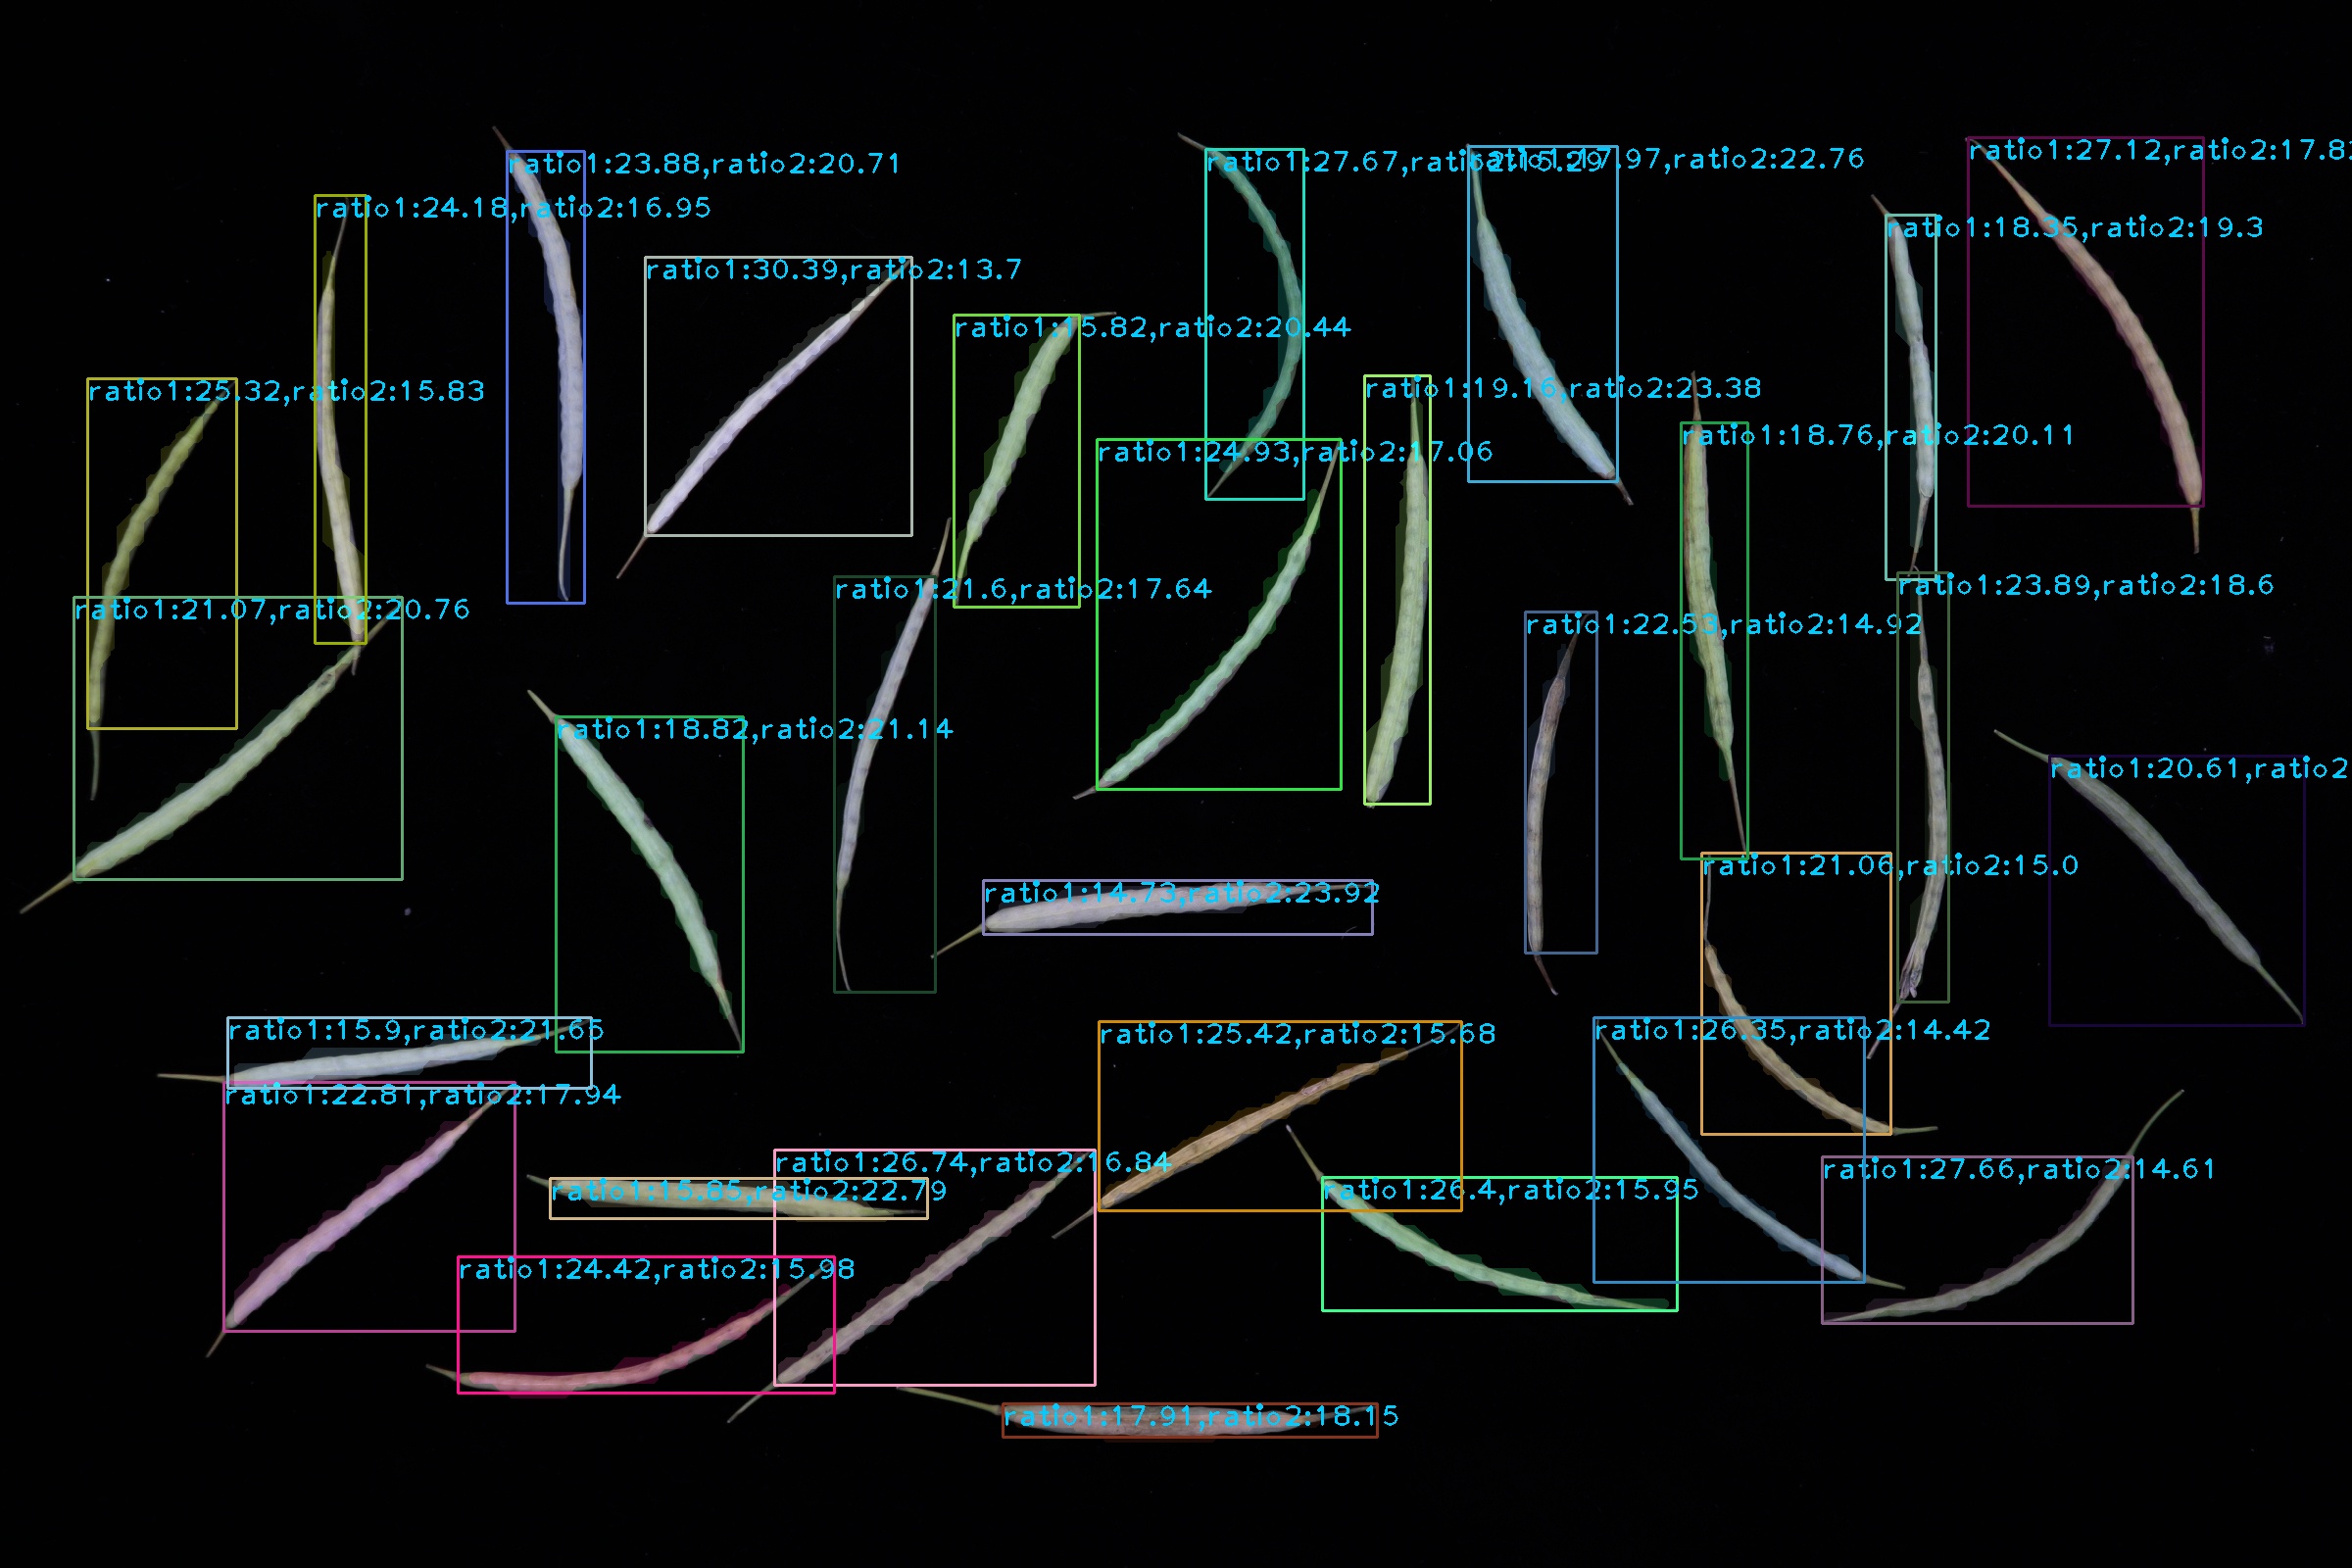 ratio1:27.12,ratio2:17.8
ratio1:23.88,ratio2:20.71
ratio1:27.67,
ratio2:22.76
ratio1:24.18,ratio2:16.95
ratio1:18.35,ratio2:19.3
ratio1:30.39,ratio2:13.7
ratio1:15.82,ratio2:20.44
ratio1:25.32,ratio2:15.83
ratio1:19.16,ratio2:23.38
ratio1:18.76,ratio2:20.11
ratio1:24.93,ratio2:17.06
ratio1:21.6,ratio2:17.64
ratio1:23.89,ratio2:18.6
ratio1:21.07,ratio2:20.76
ratio1:22.53,ratio2:14.92
ratio1:18.82,ratio2:21.14
ratio1:20.61,ratio2
ratio1:21.06,ratio2:15.0
ratio1:14.73,ratio2:23.92
ratio1:15.9,ratio2:21.65
ratio1:25.42,ratio2:15.68
ratio1:26.35,ratio2:14.42
ratio1:22.81,ratio2:17.94
ratio1:26.74,ratio2:16.84
ratio1:27.66,ratio2:14.61
ratio1:15.85,ratio2:22.79
ratio1:26.4,ratio2:15.95
ratio1:24.42,ratio2:15.98
ratio1:17.91,ratio2:18.15